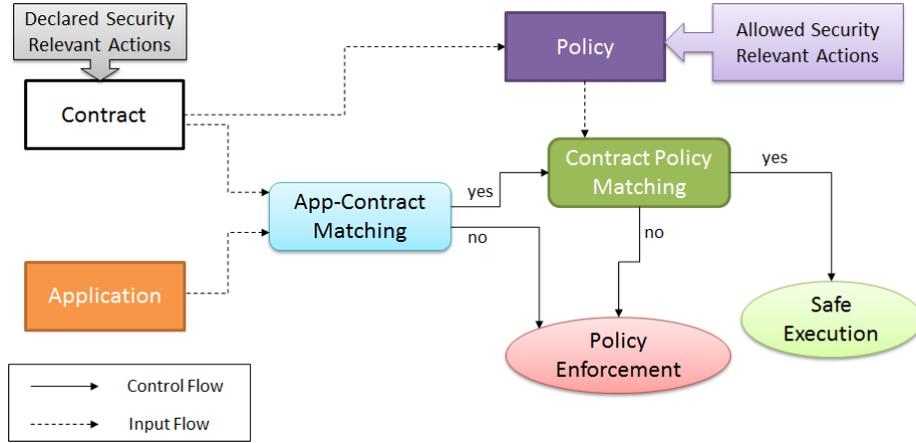 Declared Security
Relevant Actions
Policy
Allowed Security
Relevant Actions
Contract
Contract Policy
Matching
yes
App-Contract
Matching
yes
no
no
Application
Safe
Execution
Policy
Enforcement
Control Flow
Input Flow